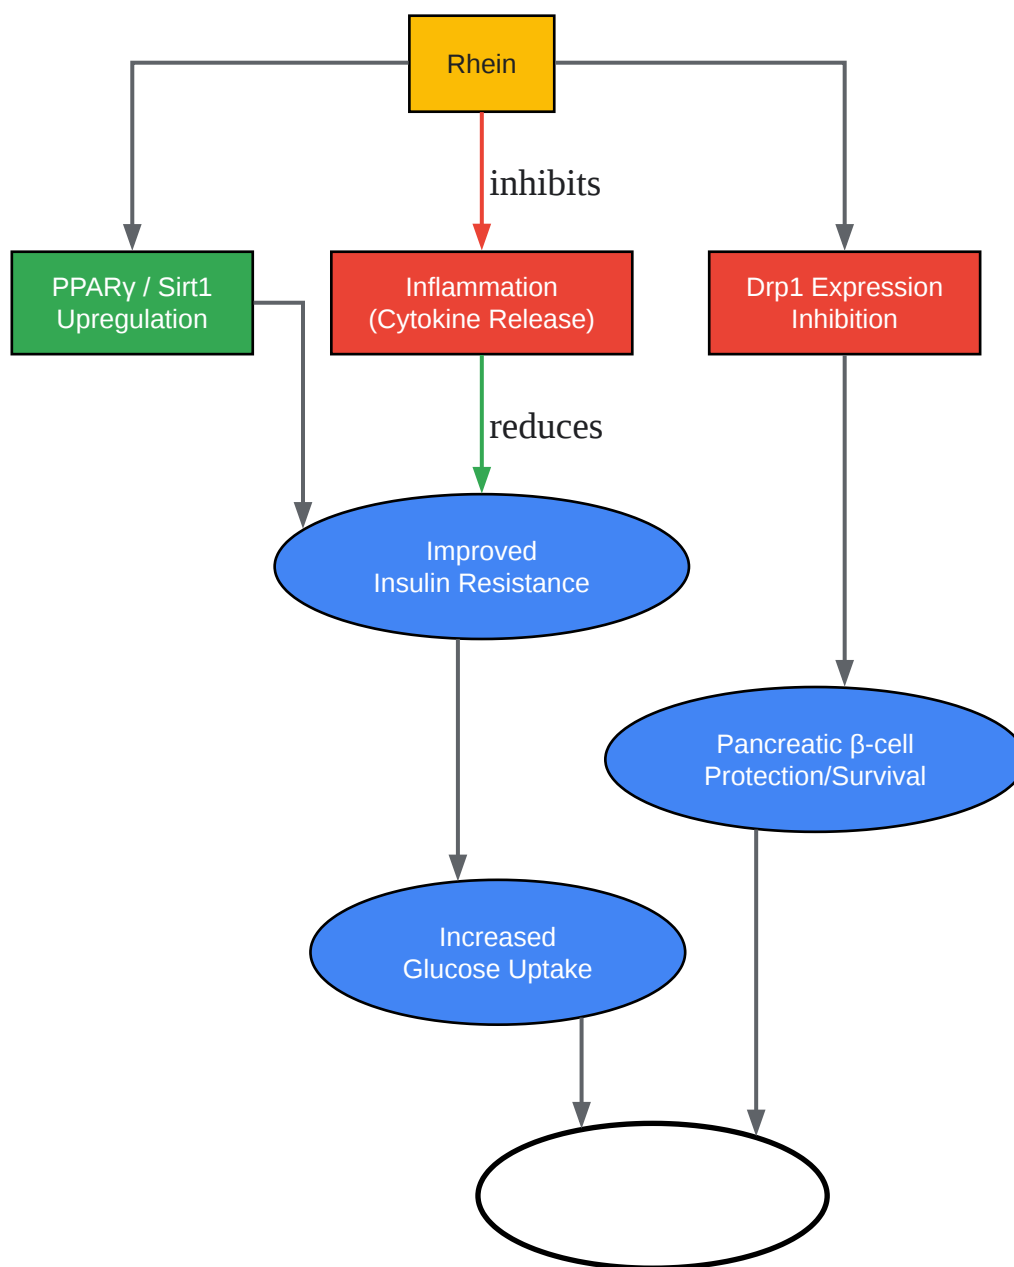 Rhein
inhibits
PPARγ / Sirt1
Upregulation
Inflammation
(Cytokine Release)
Drp1 Expression
Inhibition
reduces
Improved
Insulin Resistance
Pancreatic β-cell
Protection/Survival
Increased
Glucose Uptake